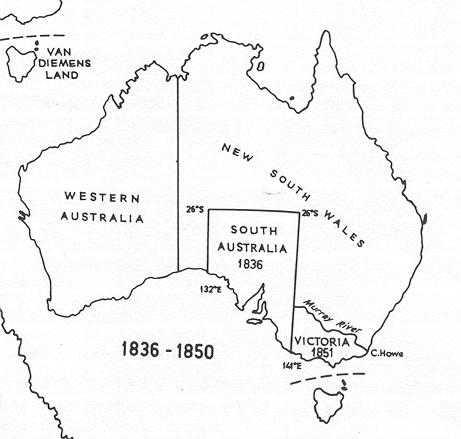 VAN
DIEMENS
LAND
NEW SOUTH WALES
WESTERN
AUSTRALIA
26°S
26°S
SOUTH
AUSTRALIA
1836
132°E
Murray River
VICTORIA
1851
C.Howe
1836-1850
141°E